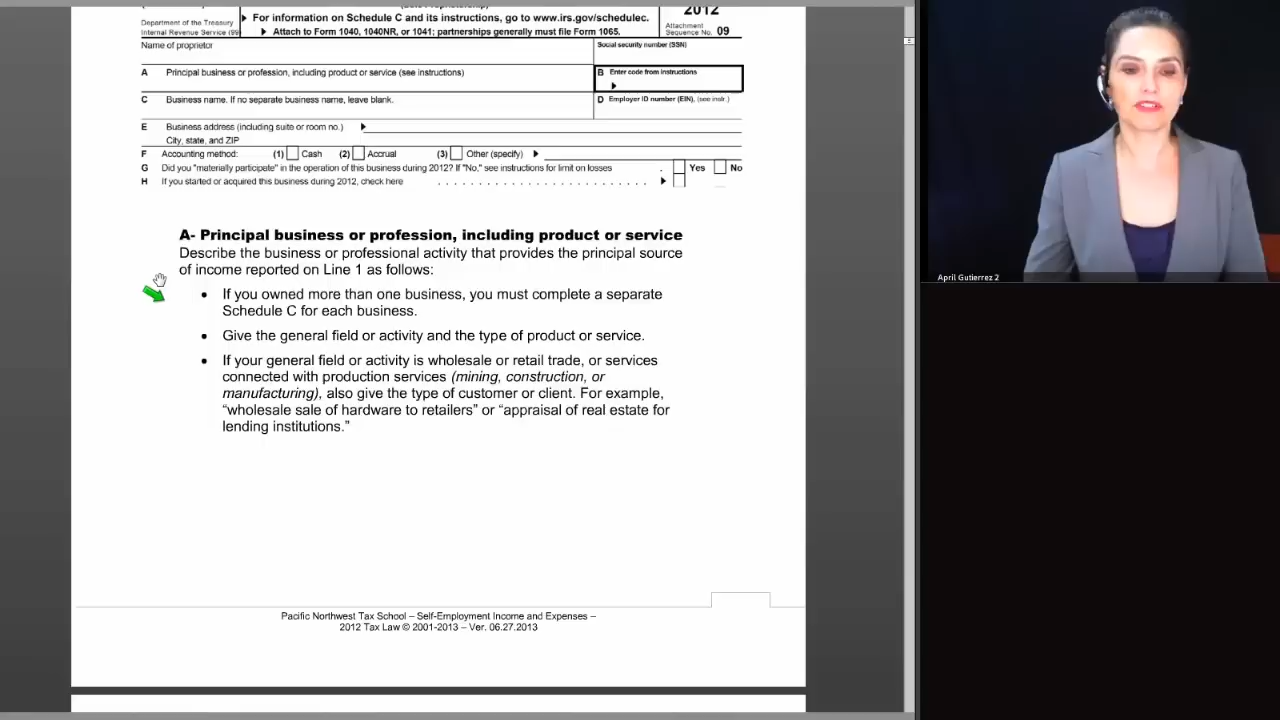 2012
Department of the Treasury
Internal Revenue Service (99)
For information on Schedule C and its instructions, go to www.irs.gov/schedulec.
Attach to Form 1040, 1040NR, or 1041; partnerships generally must file Form 1065.
Attachment
Sequence No. 09
Name of proprietor
Social security number (SSN)
A Principal business or profession, including product or service (see instructions)
B Enter code from instructions
C Business name. If no separate business name, leave blank.
D Employer ID number (EIN), (see instr.)
E Business address (including suite or room no.)
City, state, and ZIP
F Accounting method: (1) Cash (2) Accrual (3) Other (specify)
G Did you "materially participate" in the operation of this business during 2012? If "No," see instructions for limit on losses . Yes No
H If you started or acquired this business during 2012, check here . . . . . . . . . . . . . . . . .
A- Principal business or profession, including product or service
Describe the business or professional activity that provides the principal source
of income reported on Line 1 as follows:
• If you owned more than one business, you must complete a separate
Schedule C for each business.
• Give the general field or activity and the type of product or service.
• If your general field or activity is wholesale or retail trade, or services
connected with production services (mining, construction, or
manufacturing), also give the type of customer or client. For example,
“wholesale sale of hardware to retailers” or “appraisal of real estate for
lending institutions.”
Pacific Northwest Tax School – Self-Employment Income and Expenses –
2012 Tax Law © 2001-2013 – Ver. 06.27.2013
April Gutierrez 2